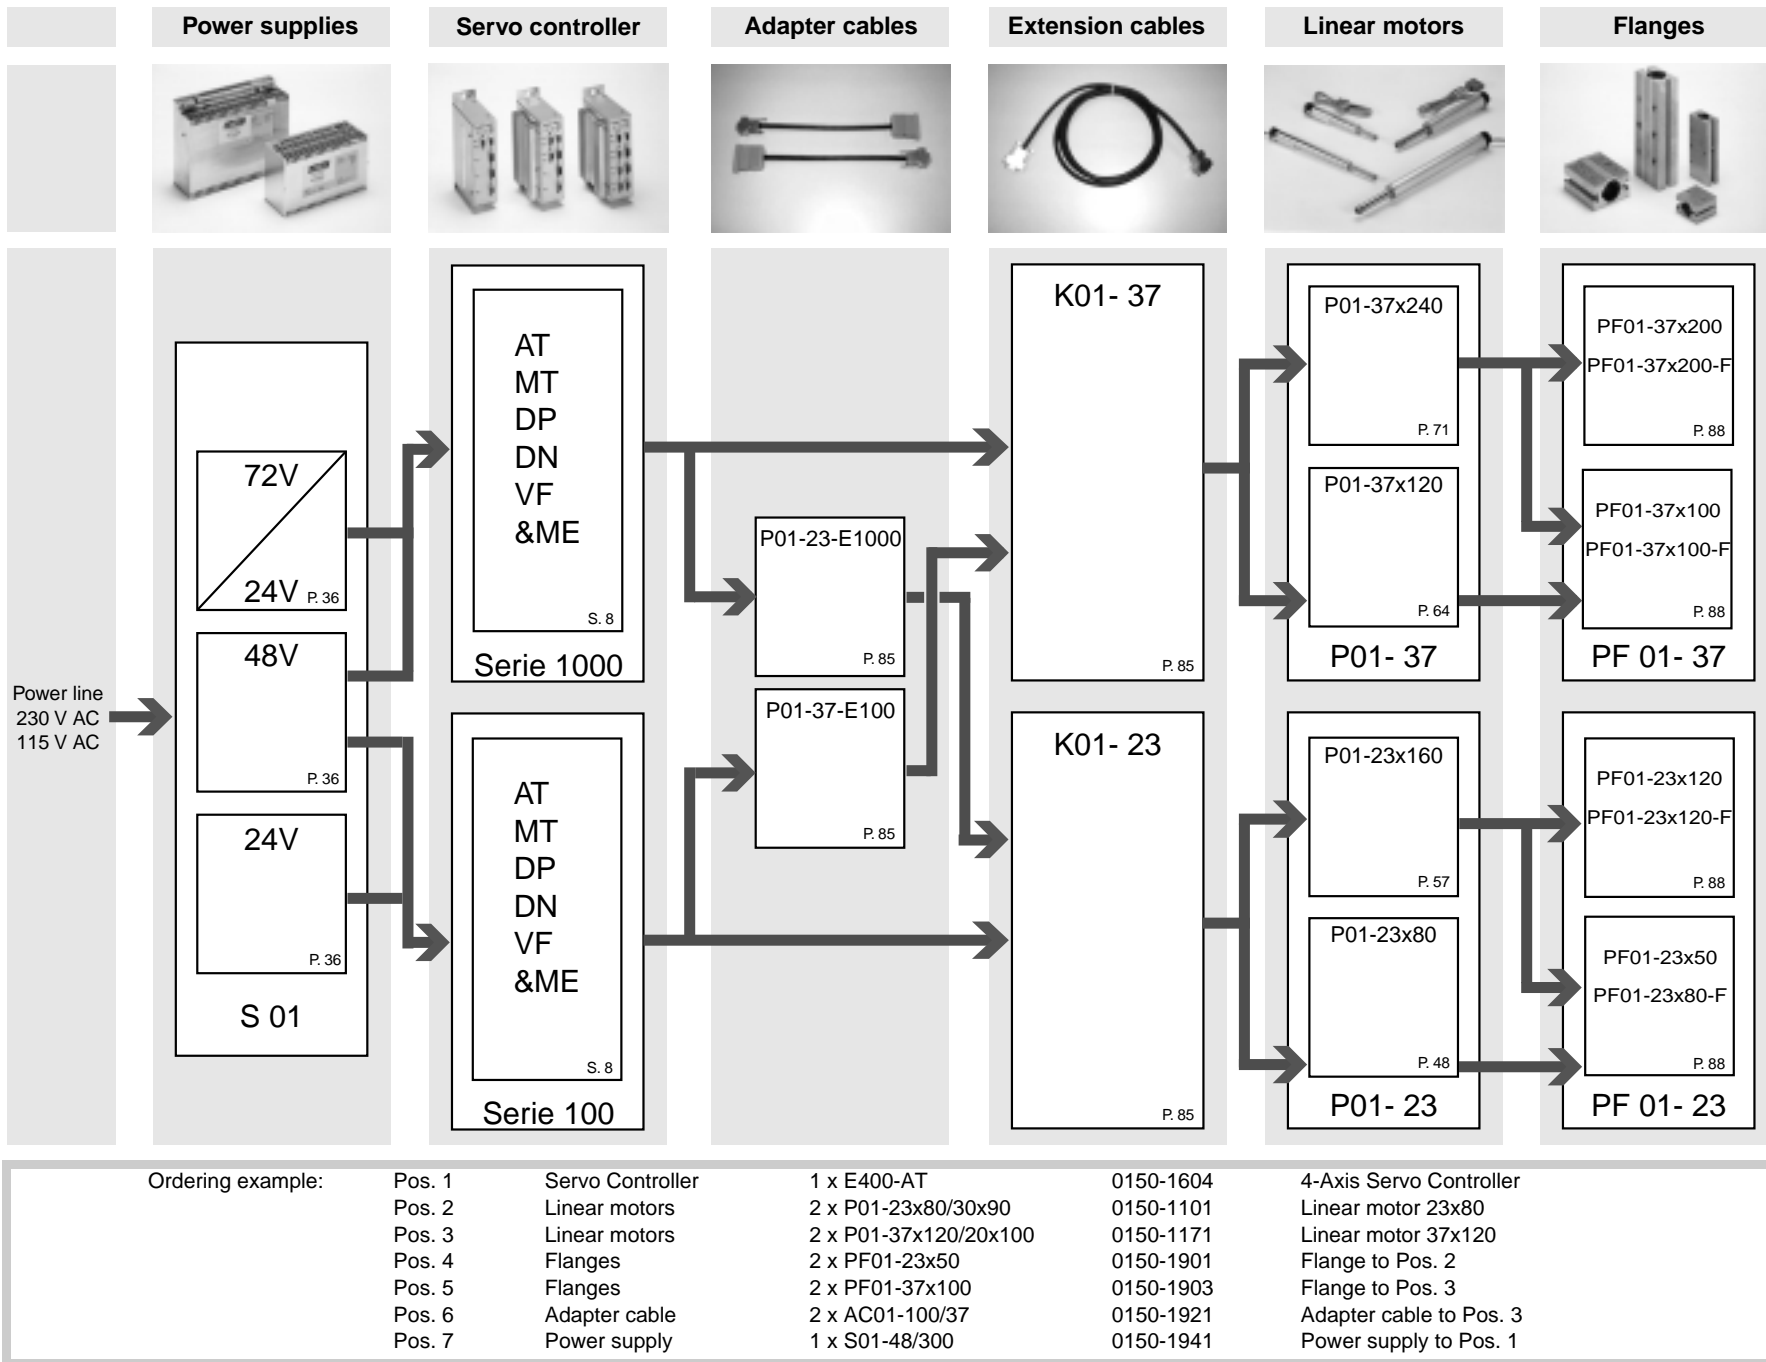 Power supplies
Servo controller
Adapter cables
Extension cables
Linear motors
Flanges
Power line
230 V AC
115 V AC
72V
24V P. 36
48V
P. 36
24V
P. 36
S 01
AT
MT
DP
DN
VF
&ME
S. 8
Serie 1000
AT
MT
DP
DN
VF
&ME
S. 8
Serie 100
P01-23-E1000
P. 85
P01-37-E100
P. 85
K01- 37
P. 85
K01- 23
P. 85
P01-37x240
P. 71
P01-37x120
P. 64
P01- 37
P01-23x160
P. 57
P01-23x80
P. 48
P01- 23
PF01-37x200
PF01-37x200-F
P. 88
PF01-37x100
PF01-37x100-F
P. 88
PF 01- 37
PF01-23x120
PF01-23x120-F
P. 88
PF01-23x50
PF01-23x80-F
P. 88
PF 01- 23
Ordering example: Pos. 1 Servo Controller 1 x E400-AT 0150-1604 4-Axis Servo Controller
Pos. 2 Linear motors 2 x P01-23x80/30x90 0150-1101 Linear motor 23x80
Pos. 3 Linear motors 2 x P01-37x120/20x100 0150-1171 Linear motor 37x120
Pos. 4 Flanges 2 x PF01-23x50 0150-1901 Flange to Pos. 2
Pos. 5 Flanges 2 x PF01-37x100 0150-1903 Flange to Pos. 3
Pos. 6 Adapter cable 2 x AC01-100/37 0150-1921 Adapter cable to Pos. 3
Pos. 7 Power supply 1 x S01-48/300 0150-1941 Power supply to Pos. 1